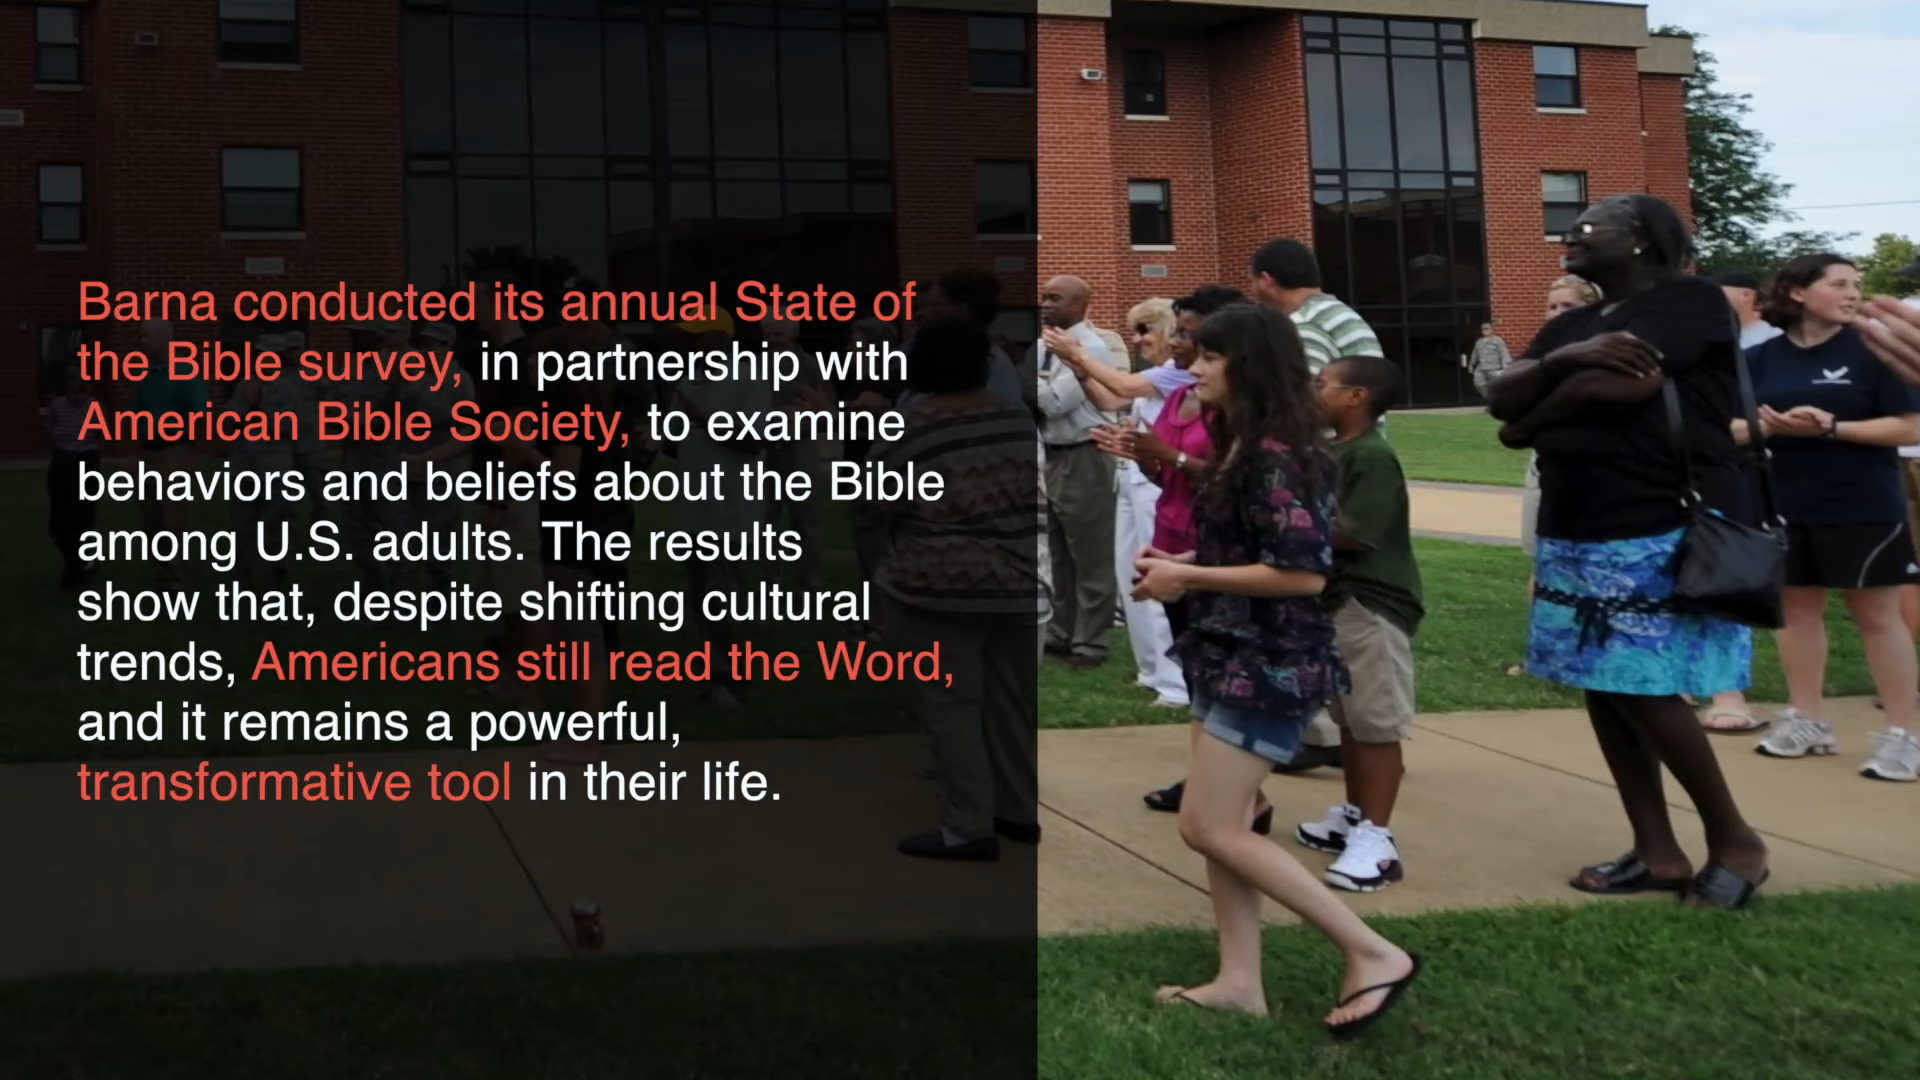 Barna conducted its annual State of
the Bible survey, in partnership with
American Bible Society, to examine
behaviors and beliefs about the Bible
among U.S. adults. The results
show that, despite shifting cultural
trends, Americans still read the Word,
and it remains a powerful,
transformative tool in their life.